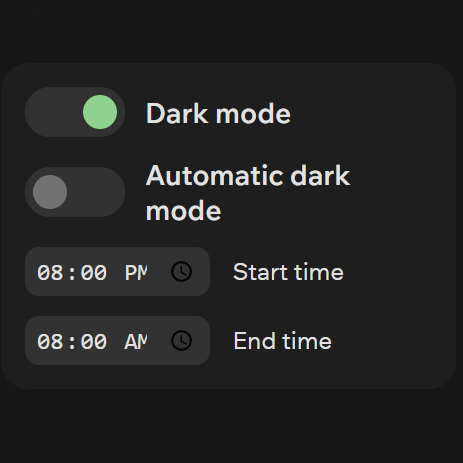 Dark mode
Automatic dark
mode
08:00 PM Start time
08:00 AM End time